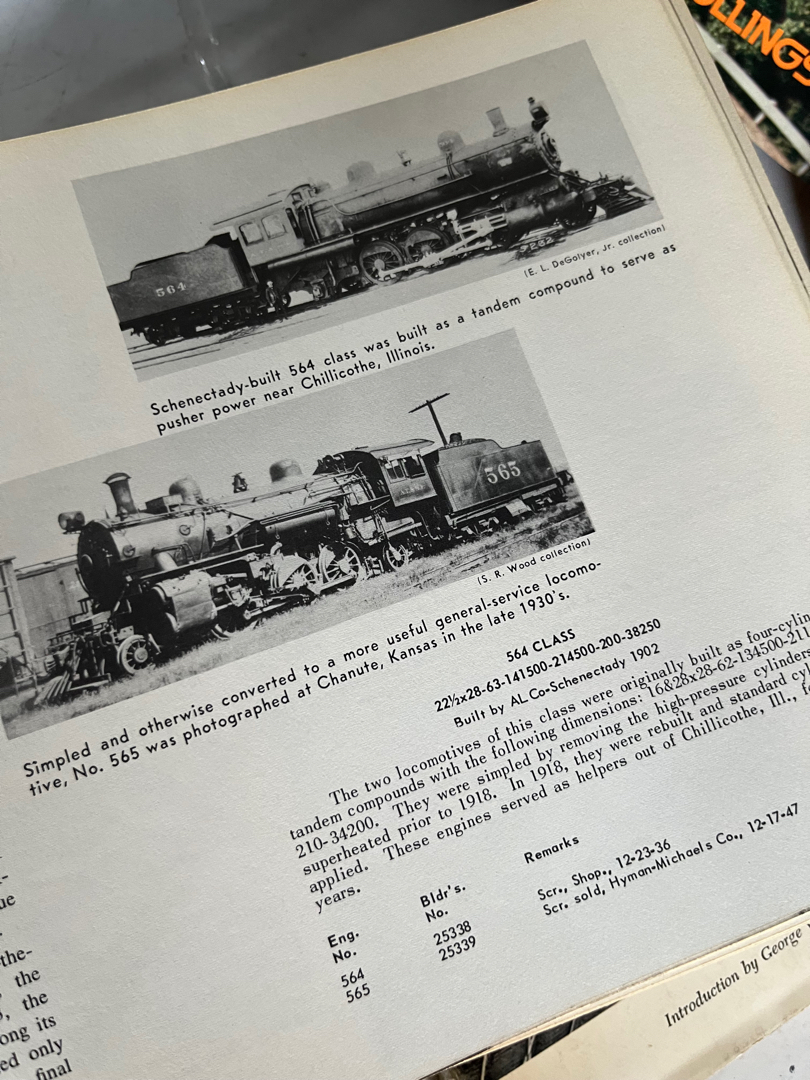 OLLINGS
564
(E. L. DeGolyer, Jr. collection)
Schenectady-built 564 class was built as a tandem compound to serve as
pusher power near Chillicothe, Illinois.
565
(S. R. Wood collection)
Simpled and otherwise converted to a more useful general-service locomo-
tive, No. 565 was photographed at Chanute, Kansas in the late 1930's.
564 CLASS
22½x28-63-141500-214500-200-38250
Built by AL Co-Schenectady 1902
The two locomotives of this class were originally built as four-cylin
tandem compounds with the following dimensions: 16&28x28-62-134500-211
210-34200. They were simpled by removing the high-pressure cylinders
superheated prior to 1918. In 1918, they were rebuilt and standard cyl
applied. These engines served as helpers out of Chillicothe, Ill., f
years.
Eng. No. Bldr's. No. Remarks
564 25338 Scr., Shop., 12-23-36
565 25339 Scr. sold, Hyman-Michaels Co., 12-17-47
ue
the-
the
the
ong its
ed only
final
Introduction by George